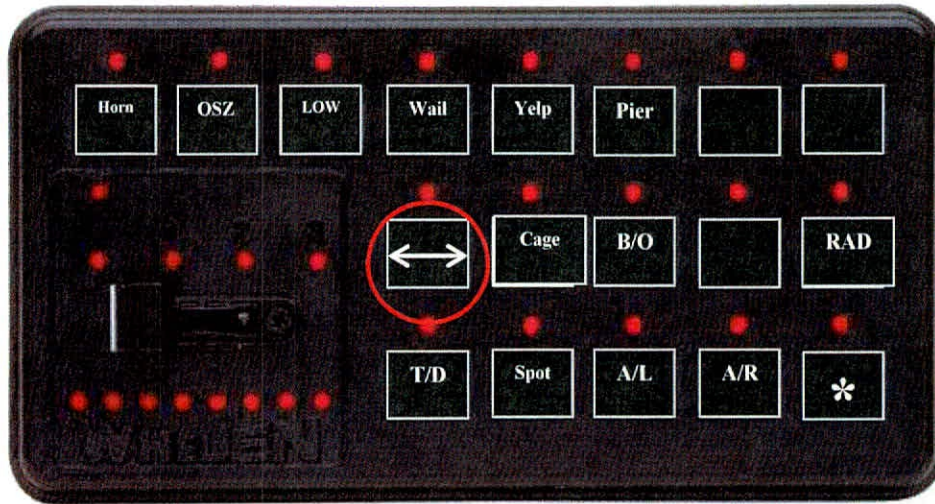 Horn
OSZ
LOW
Wail
Yelp
Pier
Cage
B/O
RAD
T/D
Spot
A/L
A/R
*